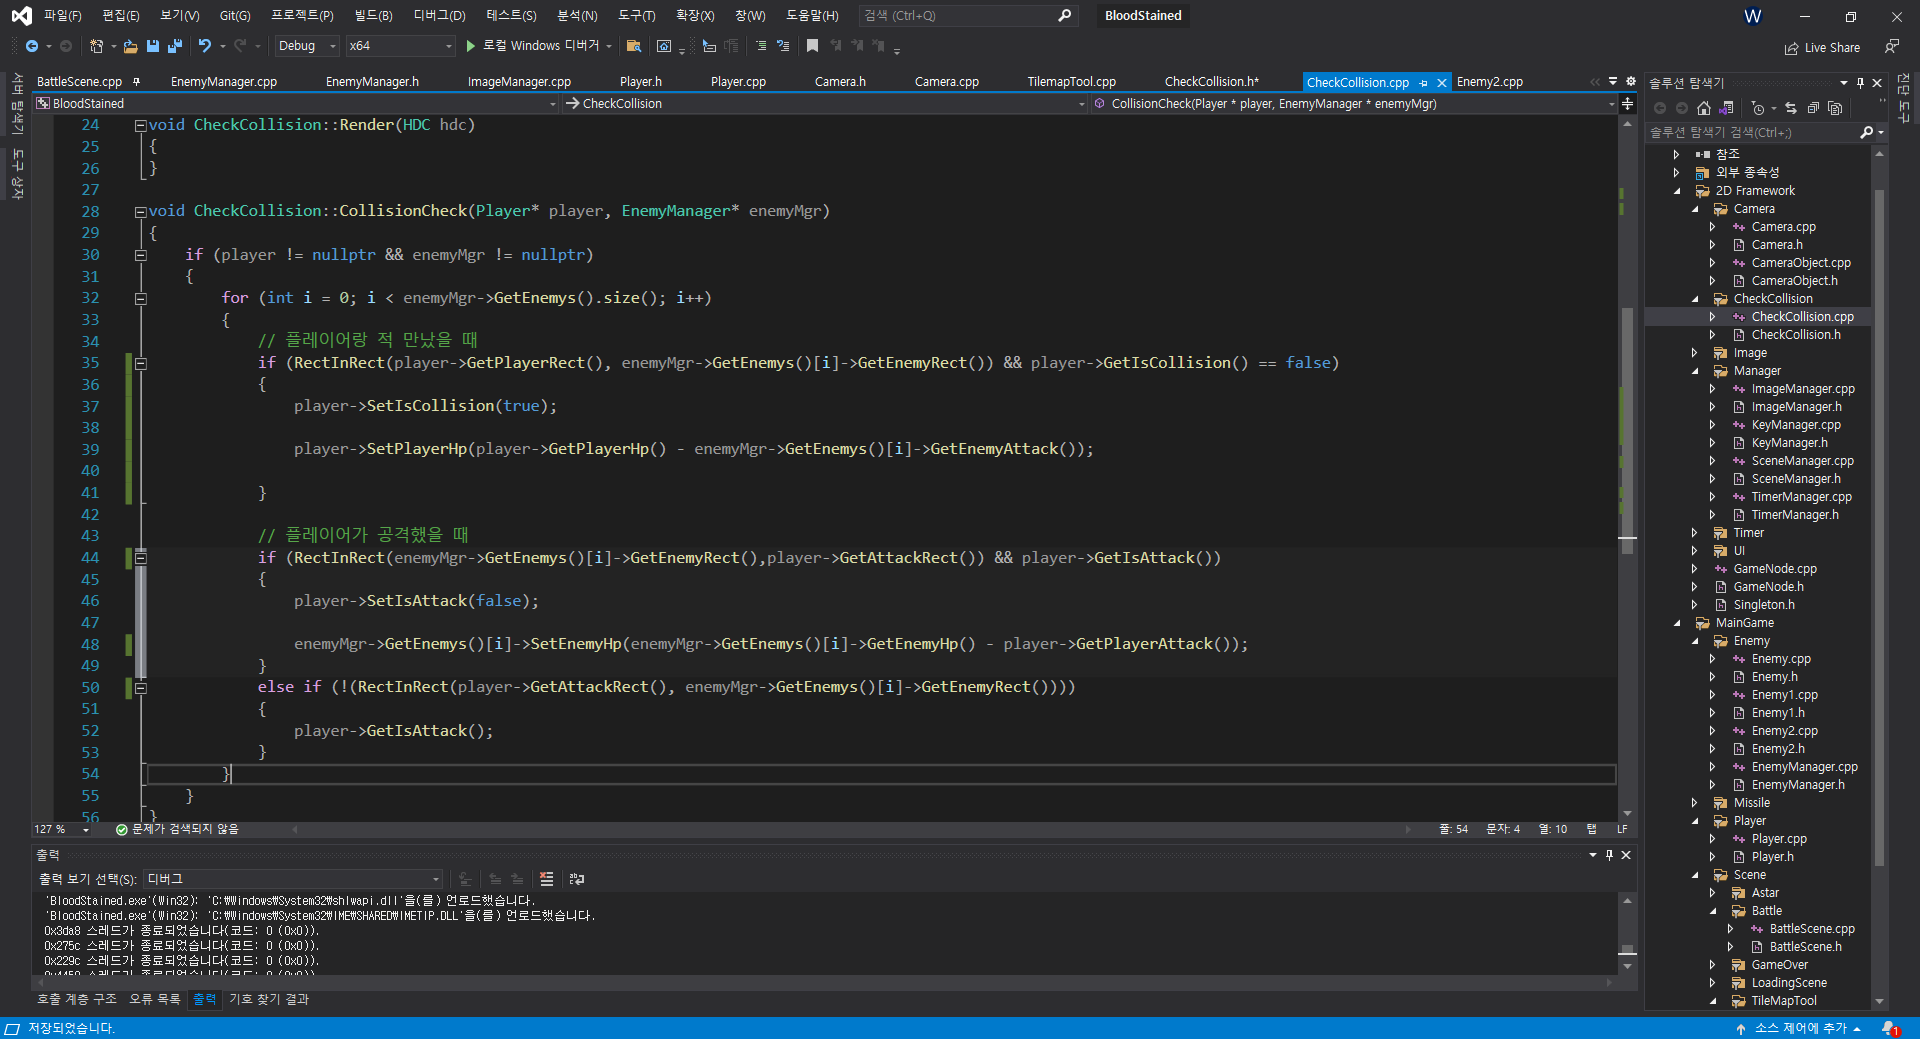 파일(F) 편집(E) 보기(V) Git(G) 프로젝트(P) 빌드(B) 디버그(D) 테스트(S) 분석(N) 도구(T) 확장(X) 창(W) 도움말(H) 검색 (Ctrl+Q) BloodStained W
Debug x64 로컬 Windows 디버거 Live Share
서버 탐색기
도구 상자
BattleScene.cpp EnemyManager.cpp EnemyManager.h ImageManager.cpp Player.h Player.cpp Camera.h Camera.cpp TilemapTool.cpp CheckCollision.h* CheckCollision.cpp Enemy2.cpp
BloodStained CheckCollision CollisionCheck(Player * player, EnemyManager * enemyMgr)
24 void CheckCollision::Render(HDC hdc)
25 {
26 }
27
28 void CheckCollision::CollisionCheck(Player* player, EnemyManager* enemyMgr)
29 {
30 if (player != nullptr && enemyMgr != nullptr)
31 {
32 for (int i = 0; i < enemyMgr->GetEnemys().size(); i++)
33 {
34 // 플레이어랑 적 만났을 때
35 if (RectInRect(player->GetPlayerRect(), enemyMgr->GetEnemys()[i]->GetEnemyRect()) && player->GetIsCollision() == false)
36 {
37 player->SetIsCollision(true);
38
39 player->SetPlayerHp(player->GetPlayerHp() - enemyMgr->GetEnemys()[i]->GetEnemyAttack());
40
41 }
42
43 // 플레이어가 공격했을 때
44 if (RectInRect(enemyMgr->GetEnemys()[i]->GetEnemyRect(),player->GetAttackRect()) && player->GetIsAttack())
45 {
46 player->SetIsAttack(false);
47
48 enemyMgr->GetEnemys()[i]->SetEnemyHp(enemyMgr->GetEnemys()[i]->GetEnemyHp() - player->GetPlayerAttack());
49 }
50 else if (!(RectInRect(player->GetAttackRect(), enemyMgr->GetEnemys()[i]->GetEnemyRect())))
51 {
52 player->GetIsAttack();
53 }
54 }
55 }
56 }
127 % 문제가 검색되지 않음 줄: 54 문자: 4 열: 10 탭 LF
출력
출력 보기 선택(S): 디버그
'BloodStained.exe'(Win32): 'C:₩Windows₩System32₩shlwapi.dll'을(를) 언로드했습니다.
'BloodStained.exe'(Win32): 'C:₩Windows₩System32₩IME₩SHARED₩IMETIP.DLL'을(를) 언로드했습니다.
0x3da8 스레드가 종료되었습니다(코드: 0 (0x0)).
0x275c 스레드가 종료되었습니다(코드: 0 (0x0)).
0x229c 스레드가 종료되었습니다(코드: 0 (0x0)).
호출 계층 구조 오류 목록 출력 기호 찾기 결과
솔루션 탐색기
솔루션 탐색기 검색(Ctrl+;)
참조
외부 종속성
2D Framework
Camera
Camera.cpp
Camera.h
CameraObject.cpp
CameraObject.h
CheckCollision
CheckCollision.cpp
CheckCollision.h
Image
Manager
ImageManager.cpp
ImageManager.h
KeyManager.cpp
KeyManager.h
SceneManager.cpp
SceneManager.h
TimerManager.cpp
TimerManager.h
Timer
UI
GameNode.cpp
GameNode.h
Singleton.h
MainGame
Enemy
Enemy.cpp
Enemy.h
Enemy1.cpp
Enemy1.h
Enemy2.cpp
Enemy2.h
EnemyManager.cpp
EnemyManager.h
Missile
Player
Player.cpp
Player.h
Scene
Astar
Battle
BattleScene.cpp
BattleScene.h
GameOver
LoadingScene
TileMapTool
진단 도구
저장되었습니다. 소스 제어에 추가 1